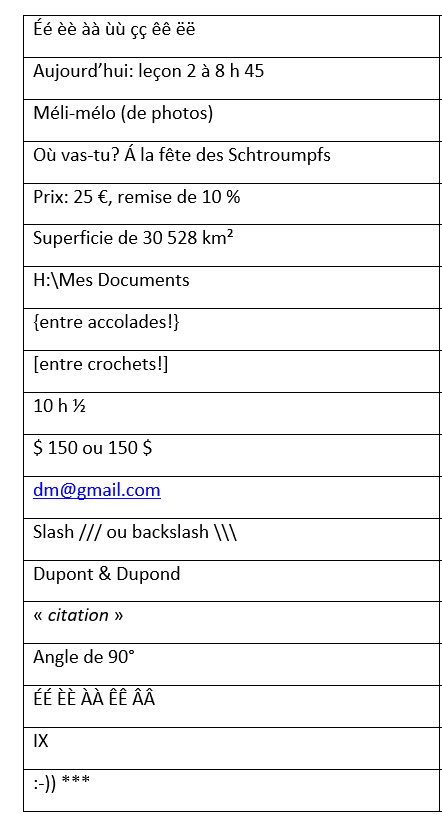 Éé èè àà ùù çç êê ëë
Aujourd’hui: leçon 2 à 8 h 45
Méli-mélo (de photos)
Où vas-tu? Á la fête des Schtroumpfs
Prix: 25 €, remise de 10 %
Superficie de 30 528 km²
H:\Mes Documents
{entre accolades!}
[entre crochets!]
10 h ½
$ 150 ou 150 $
dm@gmail.com
Slash /// ou backslash \\\
Dupont & Dupond
« citation »
Angle de 90°
ÉÉ ÈÈ ÀÀ ÊÊ ÂÂ
IX
:-)) ***